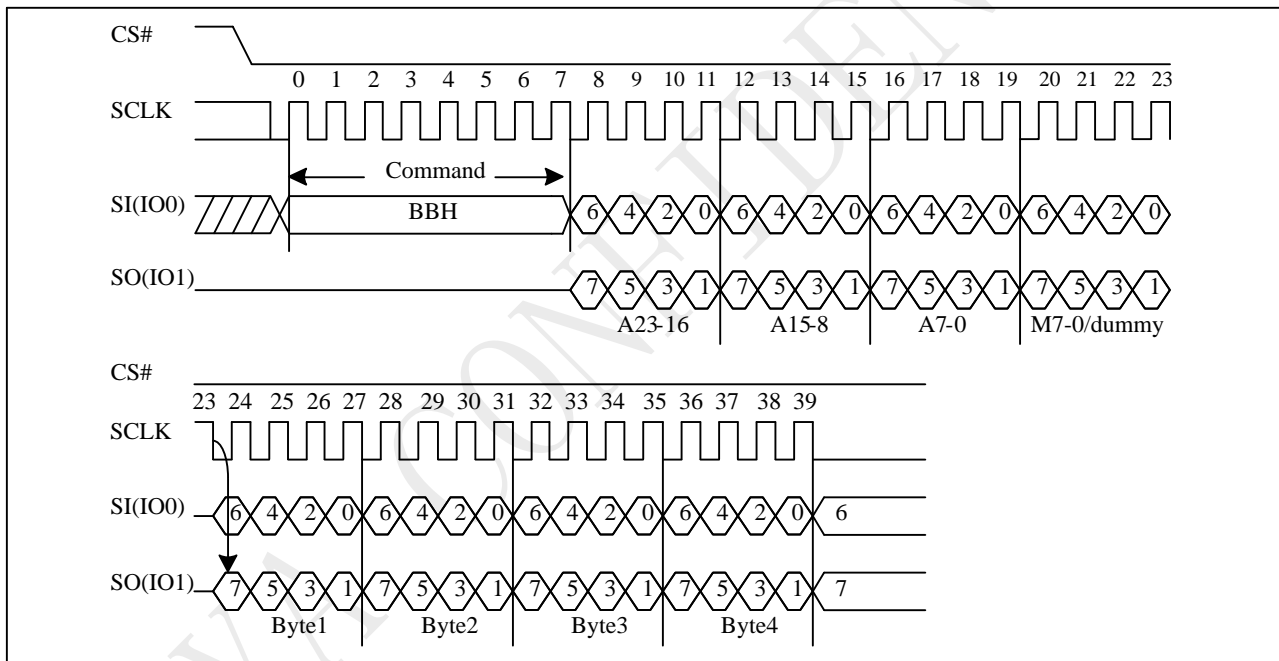 CS#
0 1 2 3 4 5 6 7 8 9 10 11 12 13 14 15 16 17 18 19 20 21 22 23
SCLK
Command
SI(IO0) BBH 6 4 2 0 6 4 2 0 6 4 2 0 6 4 2 0
SO(IO1) 7 5 3 1 7 5 3 1 7 5 3 1 7 5 3 1
A23-16 A15-8 A7-0 M7-0/dummy
CS#
23 24 25 26 27 28 29 30 31 32 33 34 35 36 37 38 39
SCLK
SI(IO0) 6 4 2 0 6 4 2 0 6 4 2 0 6 4 2 0 6
SO(IO1) 7 5 3 1 7 5 3 1 7 5 3 1 7 5 3 1 7
Byte1 Byte2 Byte3 Byte4